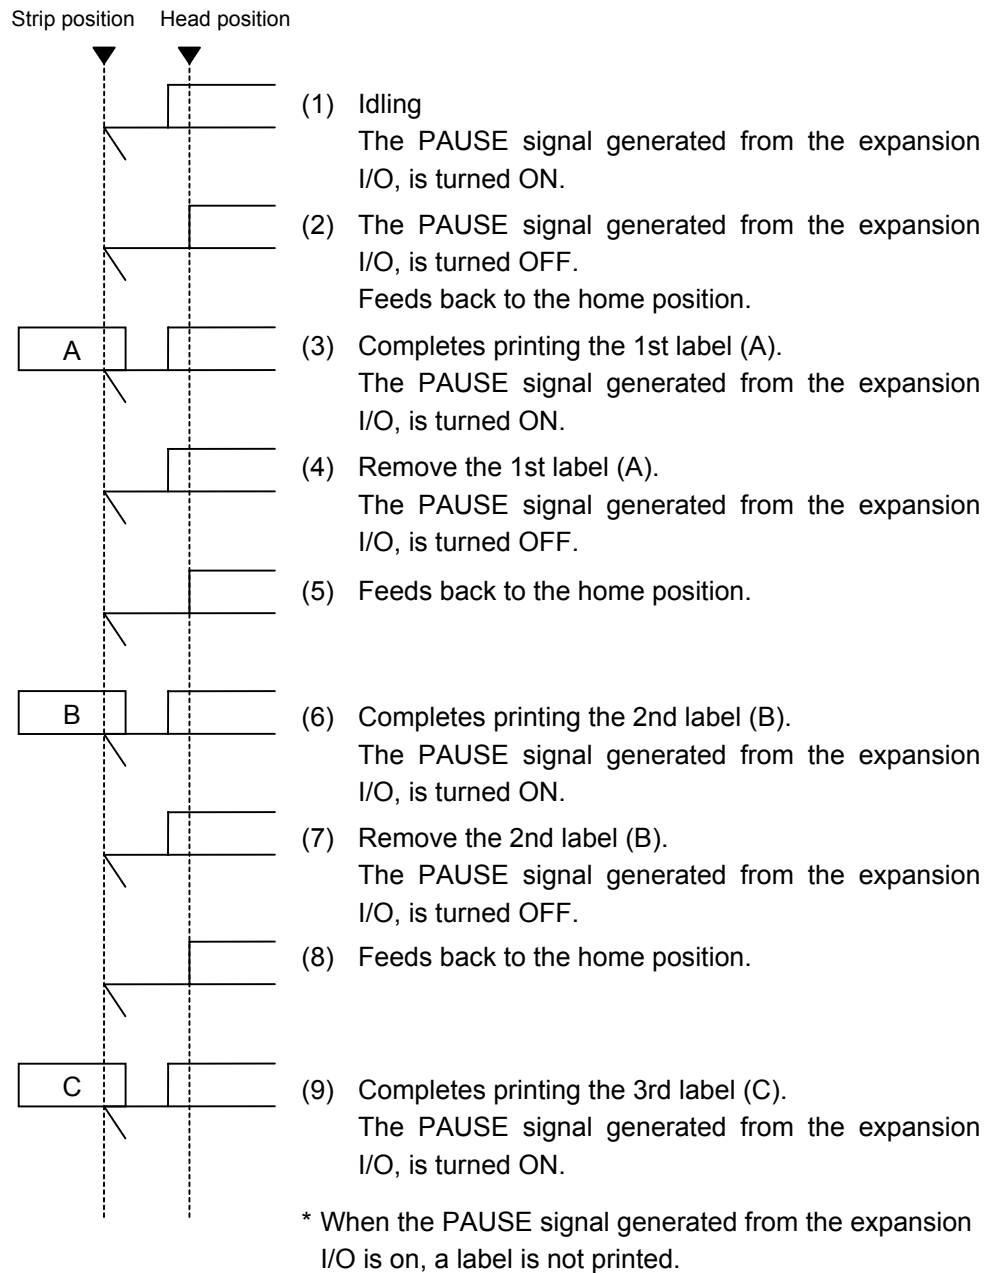 Strip position Head position
(1) Idling
The PAUSE signal generated from the expansion
I/O, is turned ON.
(2) The PAUSE signal generated from the expansion
I/O, is turned OFF.
Feeds back to the home position.
A
(3) Completes printing the 1st label (A).
The PAUSE signal generated from the expansion
I/O, is turned ON.
(4) Remove the 1st label (A).
The PAUSE signal generated from the expansion
I/O, is turned OFF.
(5) Feeds back to the home position.
B
(6) Completes printing the 2nd label (B).
The PAUSE signal generated from the expansion
I/O, is turned ON.
(7) Remove the 2nd label (B).
The PAUSE signal generated from the expansion
I/O, is turned OFF.
(8) Feeds back to the home position.
C
(9) Completes printing the 3rd label (C).
The PAUSE signal generated from the expansion
I/O, is turned ON.
* When the PAUSE signal generated from the expansion
I/O is on, a label is not printed.